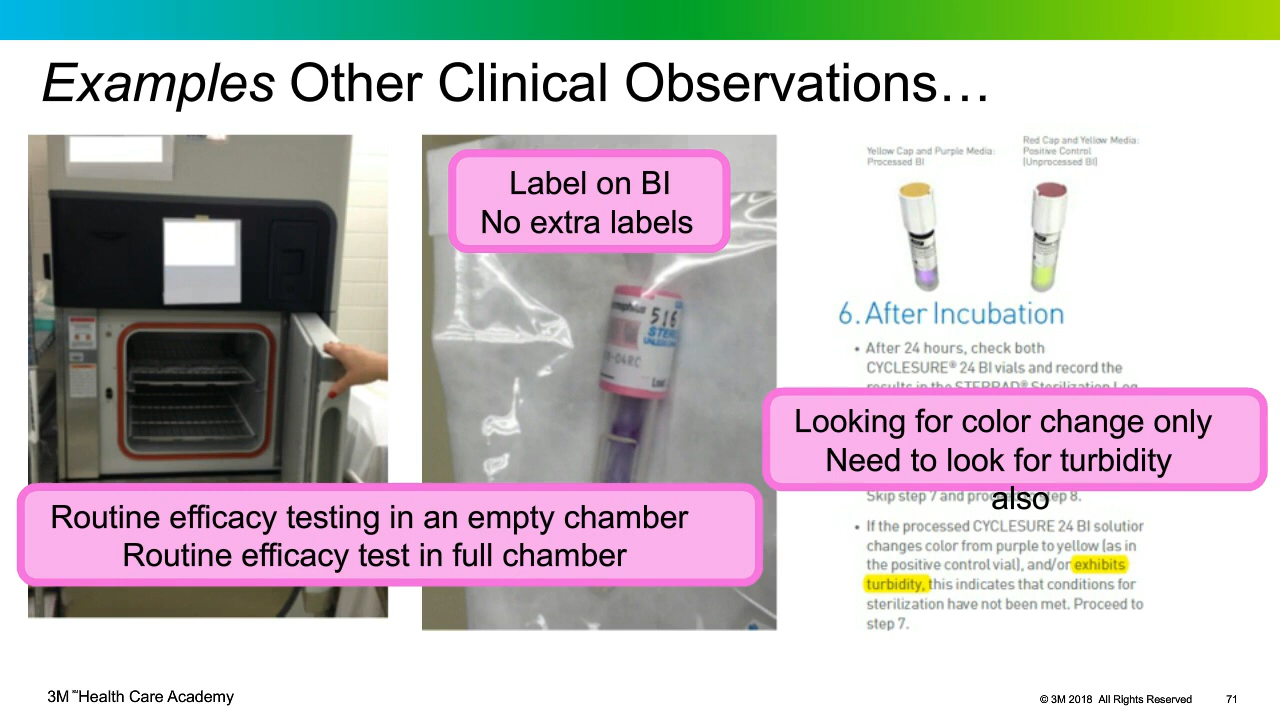 Examples Other Clinical Observations…
Label on BI
No extra labels
516
STER
-04RC
Routine efficacy testing in an empty chamber
Routine efficacy test in full chamber
Yellow Cap and Purple Media:
Processed BI
Red Cap and Yellow Media:
Positive Control
(Unprocessed BI)
6. After Incubation
• After 24 hours, check both
CYCLESURE® 24 BI vials and record the
results in the STERRAD® Sterilization Log
Looking for color change only
Need to look for turbidity
also
Skip step 7 and step 8.
• If the processed CYCLESURE 24 BI solution
changes color from purple to yellow (as in
the positive control vial), and/or exhibits
turbidity, this indicates that conditions for
sterilization have not been met. Proceed to
step 7.
3M™Health Care Academy
© 3M 2018 All Rights Reserved
71